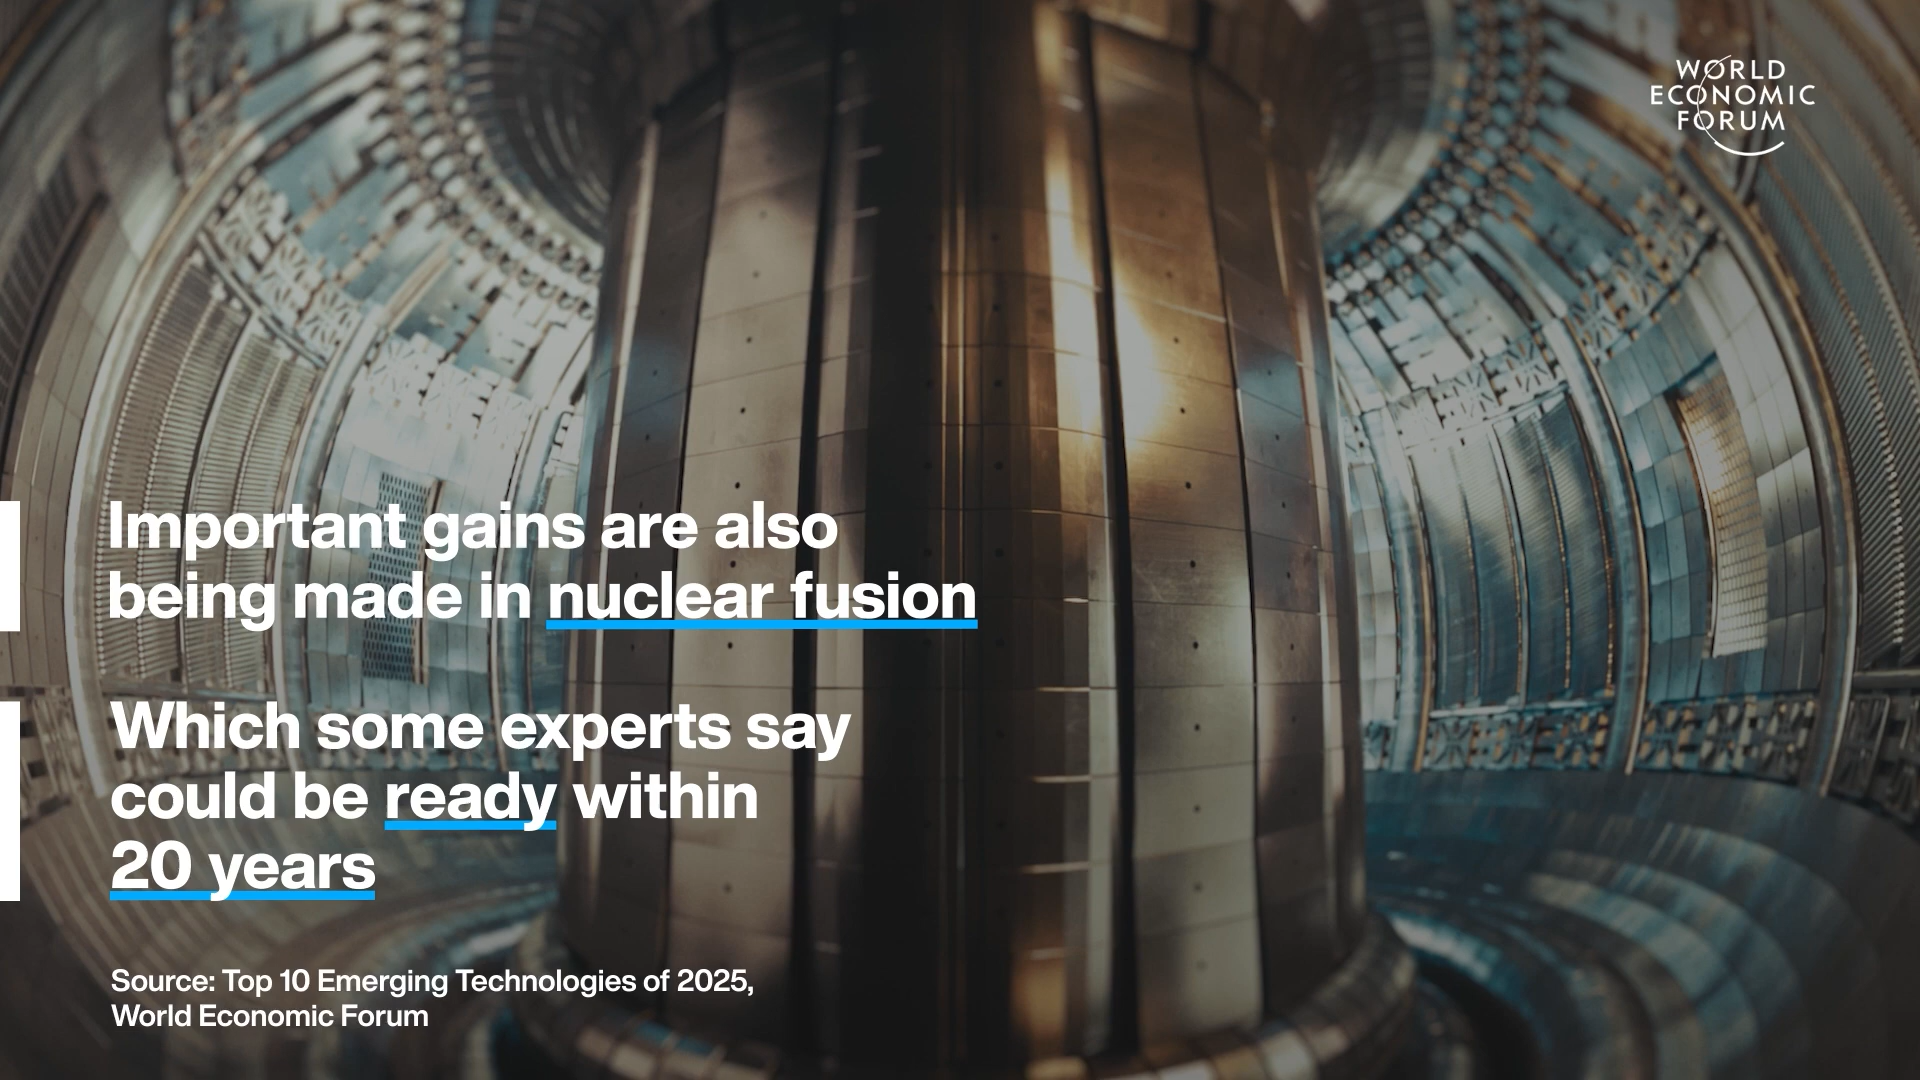 WORLD
ECONOMIC
FORUM
Important gains are also
being made in nuclear fusion
Which some experts say
could be ready within
20 years
Source: Top 10 Emerging Technologies of 2025,
World Economic Forum